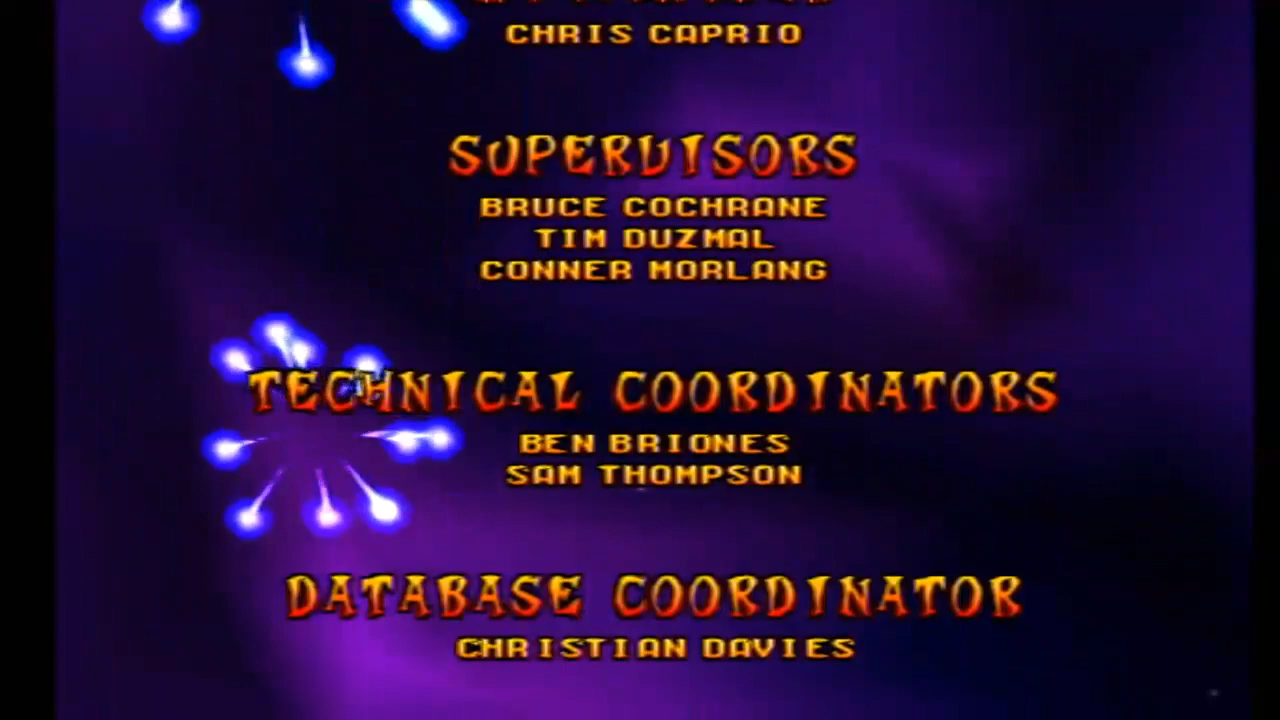 CHRIS CAPRIO
SUPERVISORS
BRUCE COCHRANE
TIM DUZMAL
CONNER MORLANG
TECHNICAL COORDINATORS
BEN BRIONES
SAM THOMPSON
DATABASE COORDINATOR
CHRISTIAN DAVIES